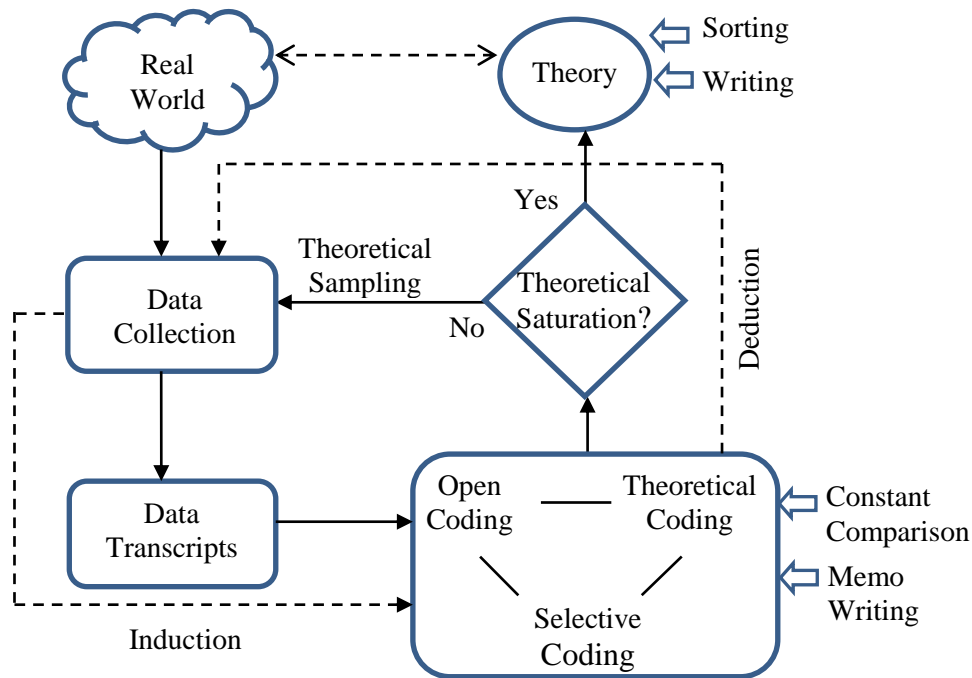 Real
World
Theory
Sorting
Writing
Yes
Theoretical
Sampling
Theoretical
Saturation?
No
Data
Collection
Deduction
Data
Transcripts
Open
Coding
Theoretical
Coding
Selective
Coding
Constant
Comparison
Memo
Writing
Induction